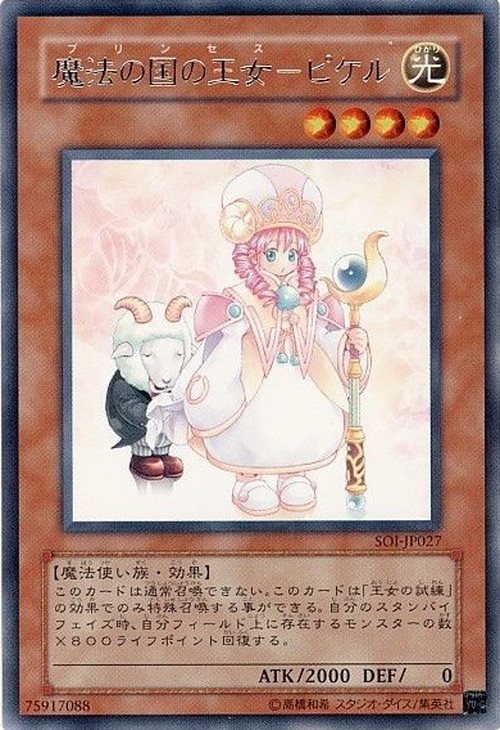 プリンセス
魔法の国の王女－ピケル
ひかり
光
SOI-JP027
【魔法使い族・効果】
このカードは通常召喚できない。このカードは「王女の試練」
の効果でのみ特殊召喚する事ができる。自分のスタンバイ
フェイズ時、自分フィールド上に存在するモンスターの数
×８００ライフポイント回復する。
ATK/2000 DEF/ 0
75917088
©高橋和希 スタジオ・ダイス/集英社